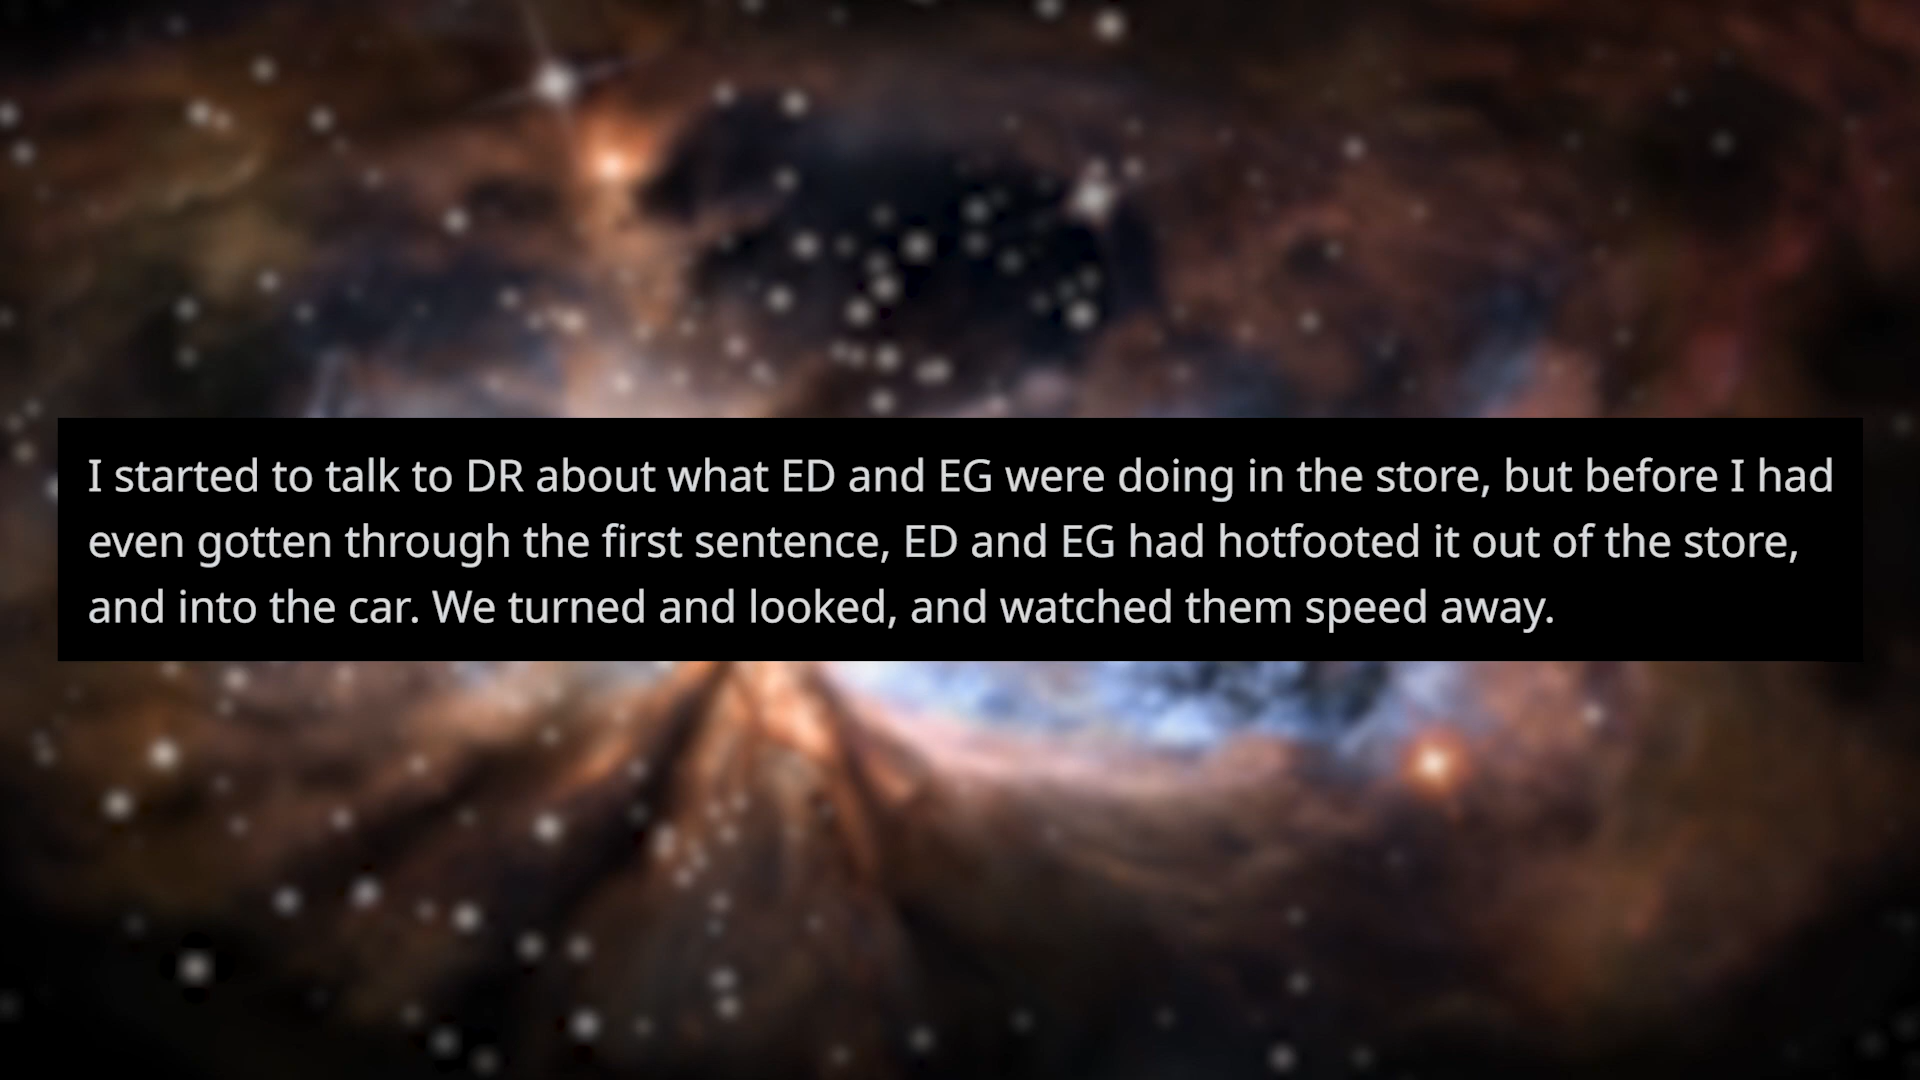 I started to talk to DR about what ED and EG were doing in the store, but before I had
even gotten through the first sentence, ED and EG had hotfooted it out of the store,
and into the car. We turned and looked, and watched them speed away.